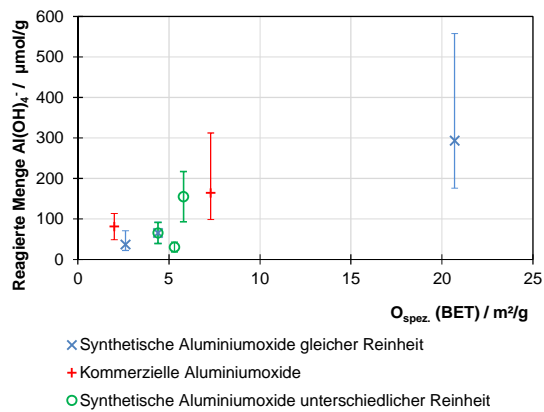 600
500
400
300
200
100
0
0 5 10 15 20 25
Reagierte Menge Al(OH)₄⁻ / µmol/g
O_spez. (BET) / m²/g
Synthetische Aluminiumoxide gleicher Reinheit
Kommerzielle Aluminiumoxide
Synthetische Aluminiumoxide unterschiedlicher Reinheit